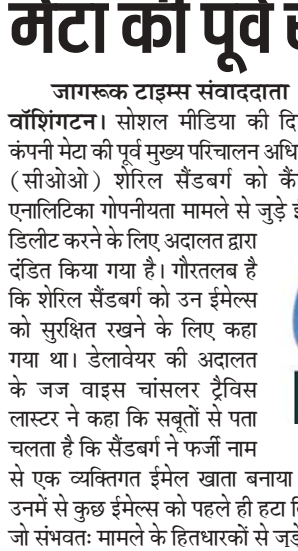 मेटा की पूर्व
जागरूक टाइम्स संवाददाता
वॉशिंगटन। सोशल मीडिया की
कंपनी मेटा की पूर्व मुख्य परिचालन
(सीओओ) शेरिल सैंडबर्ग को
एनालिटिका गोपनीयता मामले से जुड़े
डिलीट करने के लिए अदालत द्वारा
दंडित किया गया है। गौरतलब है
कि शेरिल सैंडबर्ग को उन ईमेल्स
को सुरक्षित रखने के लिए कहा
गया था। डेलावेयर की अदालत
के जज वाइस चांसलर ट्रैविस
लास्टर ने कहा कि सबूतों से पता
चलता है कि सैंडबर्ग ने फर्जी नाम
से एक व्यक्तिगत ईमेल खाता बनाया
उनमें से कुछ ईमेल्स को पहले ही हटा
जो संभवतः मामले के हितधारकों से जुड़े